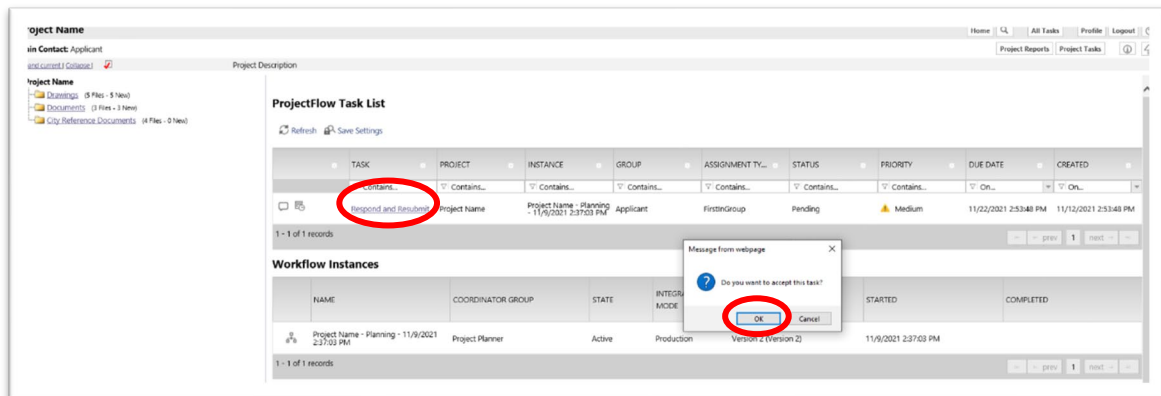 oject Name
Home All Tasks Profile Logout
ain Contact: Applicant
Project Reports Project Tasks
and current | Collapse | Project Description
Project Name
Drawings (5 Files - 5 New)
Documents (3 Files - 3 New)
City Reference Documents (4 Files - 0 New)
ProjectFlow Task List
Refresh Save Settings
TASK PROJECT INSTANCE GROUP ASSIGNMENT TY... STATUS PRIORITY DUE DATE CREATED
Contains... Contains... Contains... Contains... Contains... Contains... Contains... On... On...
Respond and Resubmit Project Name Project Name - Planning - 11/9/2021 2:37:03 PM Applicant FirstinGroup Pending Medium 11/22/2021 2:53:48 PM 11/12/2021 2:53:48 PM
1 - 1 of 1 records
prev 1 next
Message from webpage
Do you want to accept this task?
OK Cancel
Workflow Instances
NAME COORDINATOR GROUP STATE INTEGRA MODE STARTED COMPLETED
Project Name - Planning - 11/9/2021 2:37:03 PM Project Planner Active Production Version 2 (Version 2) 11/9/2021 2:37:03 PM
1 - 1 of 1 records
prev 1 next